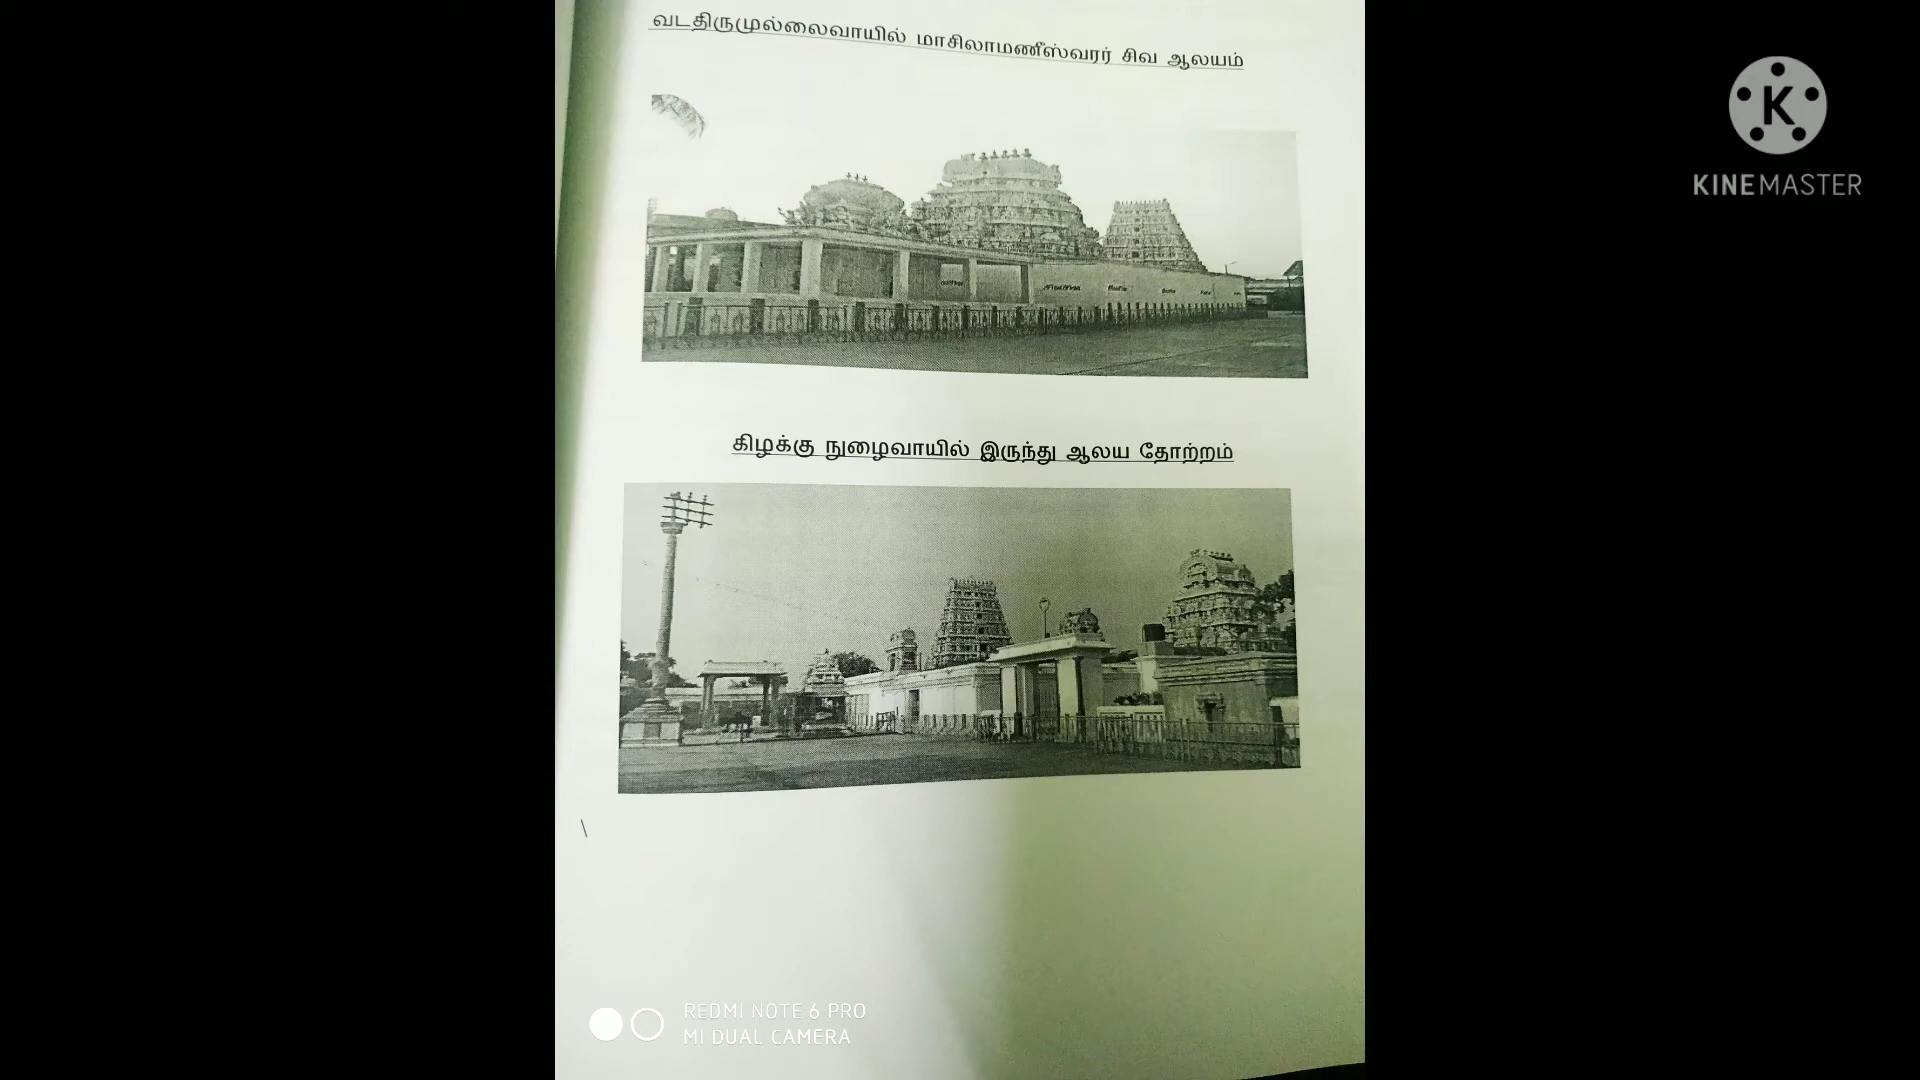 வடதிருமுல்லைவாயில் மாசிலாமணீஸ்வரர் சிவ ஆலயம்
KINEMASTER
கிழக்கு நுழைவாயில் இருந்து ஆலய தோற்றம்
REDMI NOTE 6 PRO
MI DUAL CAMERA